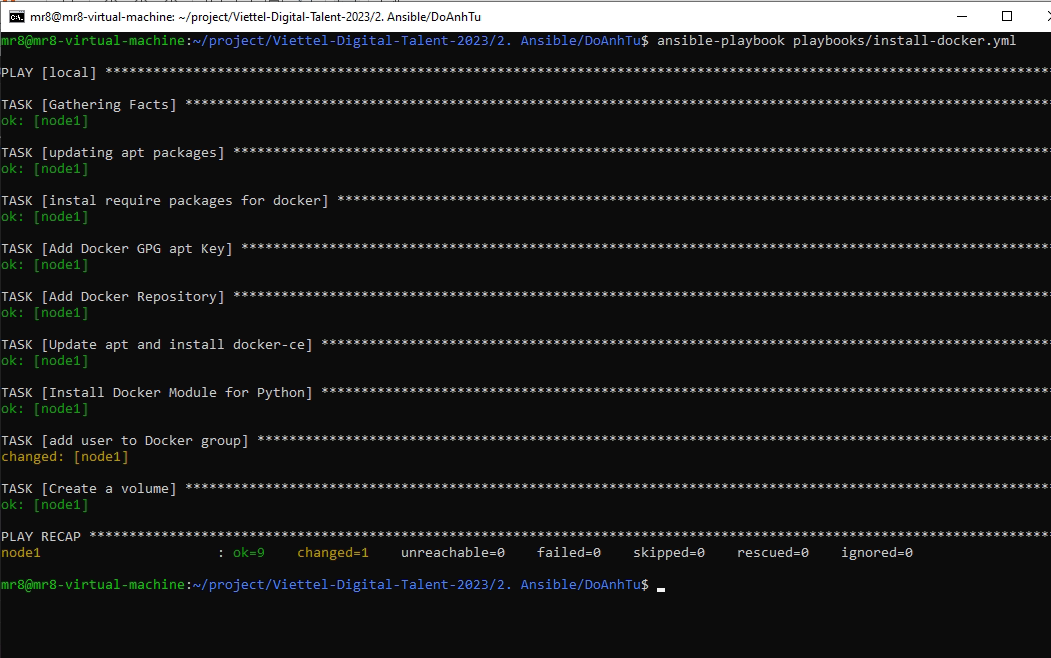 mr8@mr8-virtual-machine: ~/project/Viettel-Digital-Talent-2023/2. Ansible/DoAnhTu
mr8@mr8-virtual-machine:~/project/Viettel-Digital-Talent-2023/2. Ansible/DoAnhTu$ ansible-playbook playbooks/install-docker.yml
PLAY [local] **********************************************************************************************************************
TASK [Gathering Facts] ************************************************************************************************************
ok: [node1]
TASK [updating apt packages] ******************************************************************************************************
ok: [node1]
TASK [instal require packages for docker] *****************************************************************************************
ok: [node1]
TASK [Add Docker GPG apt Key] *****************************************************************************************************
ok: [node1]
TASK [Add Docker Repository] ******************************************************************************************************
ok: [node1]
TASK [Update apt and install docker-ce] *******************************************************************************************
ok: [node1]
TASK [Install Docker Module for Python] *******************************************************************************************
ok: [node1]
TASK [add user to Docker group] ***************************************************************************************************
changed: [node1]
TASK [Create a volume] ************************************************************************************************************
ok: [node1]
PLAY RECAP ************************************************************************************************************************
node1 : ok=9 changed=1 unreachable=0 failed=0 skipped=0 rescued=0 ignored=0
mr8@mr8-virtual-machine:~/project/Viettel-Digital-Talent-2023/2. Ansible/DoAnhTu$